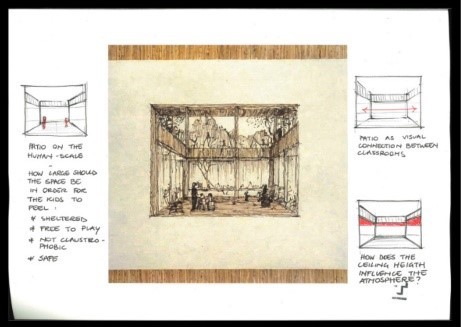 PATIO ON THE
HUMAN-SCALE
-
HOW LARGE SHOULD
THE SPACE BE
IN ORDER FOR
THE KIDS TO
FEEL:
* SHELTERED
* FREE TO PLAY
* NOT CLAUSTRO-
PHOBIC
* SAFE
PATIO AS VISUAL
CONNECTION BETWEEN
CLASSROOMS
HOW DOES THE
CEILING HEIGTH
INFLUENCE THE
ATMOSPHERE?